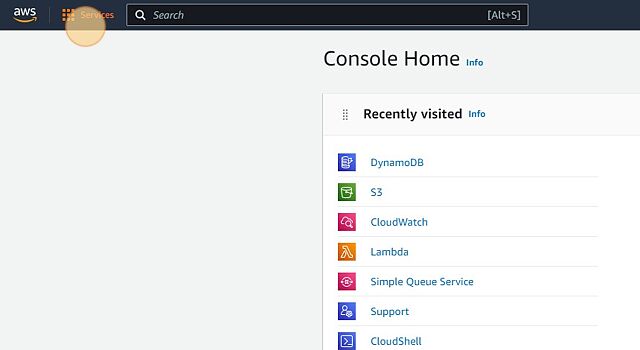 aws Services Search [Alt+S]
Console Home Info
Recently visited Info
DynamoDB
S3
CloudWatch
Lambda
Simple Queue Service
Support
CloudShell